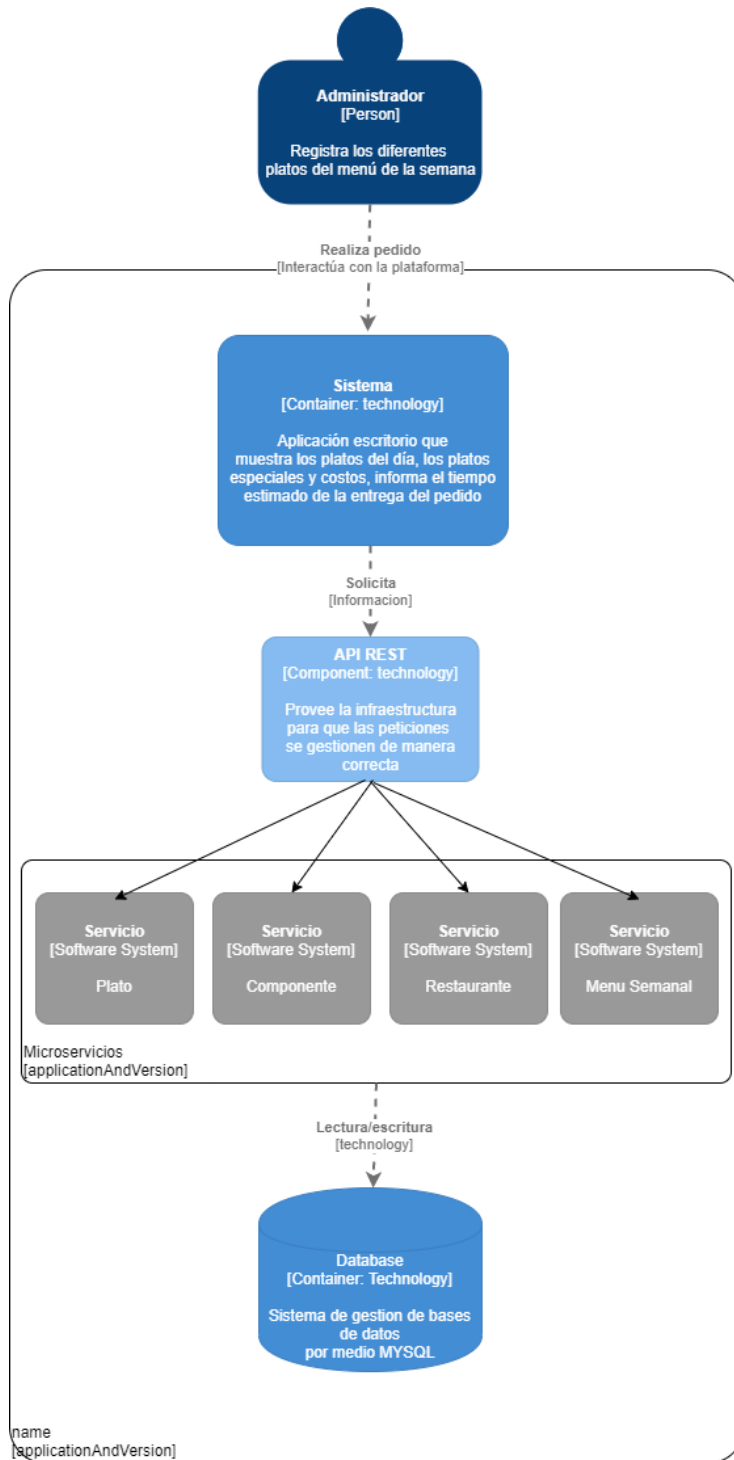 Administrador
[Person]
Registra los diferentes
platos del menú de la semana
Realiza pedido
[Interactúa con la plataforma]
Sistema
[Container: technology]
Aplicación escritorio que
muestra los platos del día, los platos
especiales y costos, informa el tiempo
estimado de la entrega del pedido
Solicita
[Informacion]
API REST
[Component: technology]
Provee la infraestructura
para que las peticiones
se gestionen de manera
correcta
Servicio
[Software System]
Plato
Servicio
[Software System]
Componente
Servicio
[Software System]
Restaurante
Servicio
[Software System]
Menu Semanal
Microservicios
[applicationAndVersion]
Lectura/escritura
[technology]
Database
[Container: Technology]
Sistema de gestion de bases
de datos
por medio MYSQL
name
[applicationAndVersion]